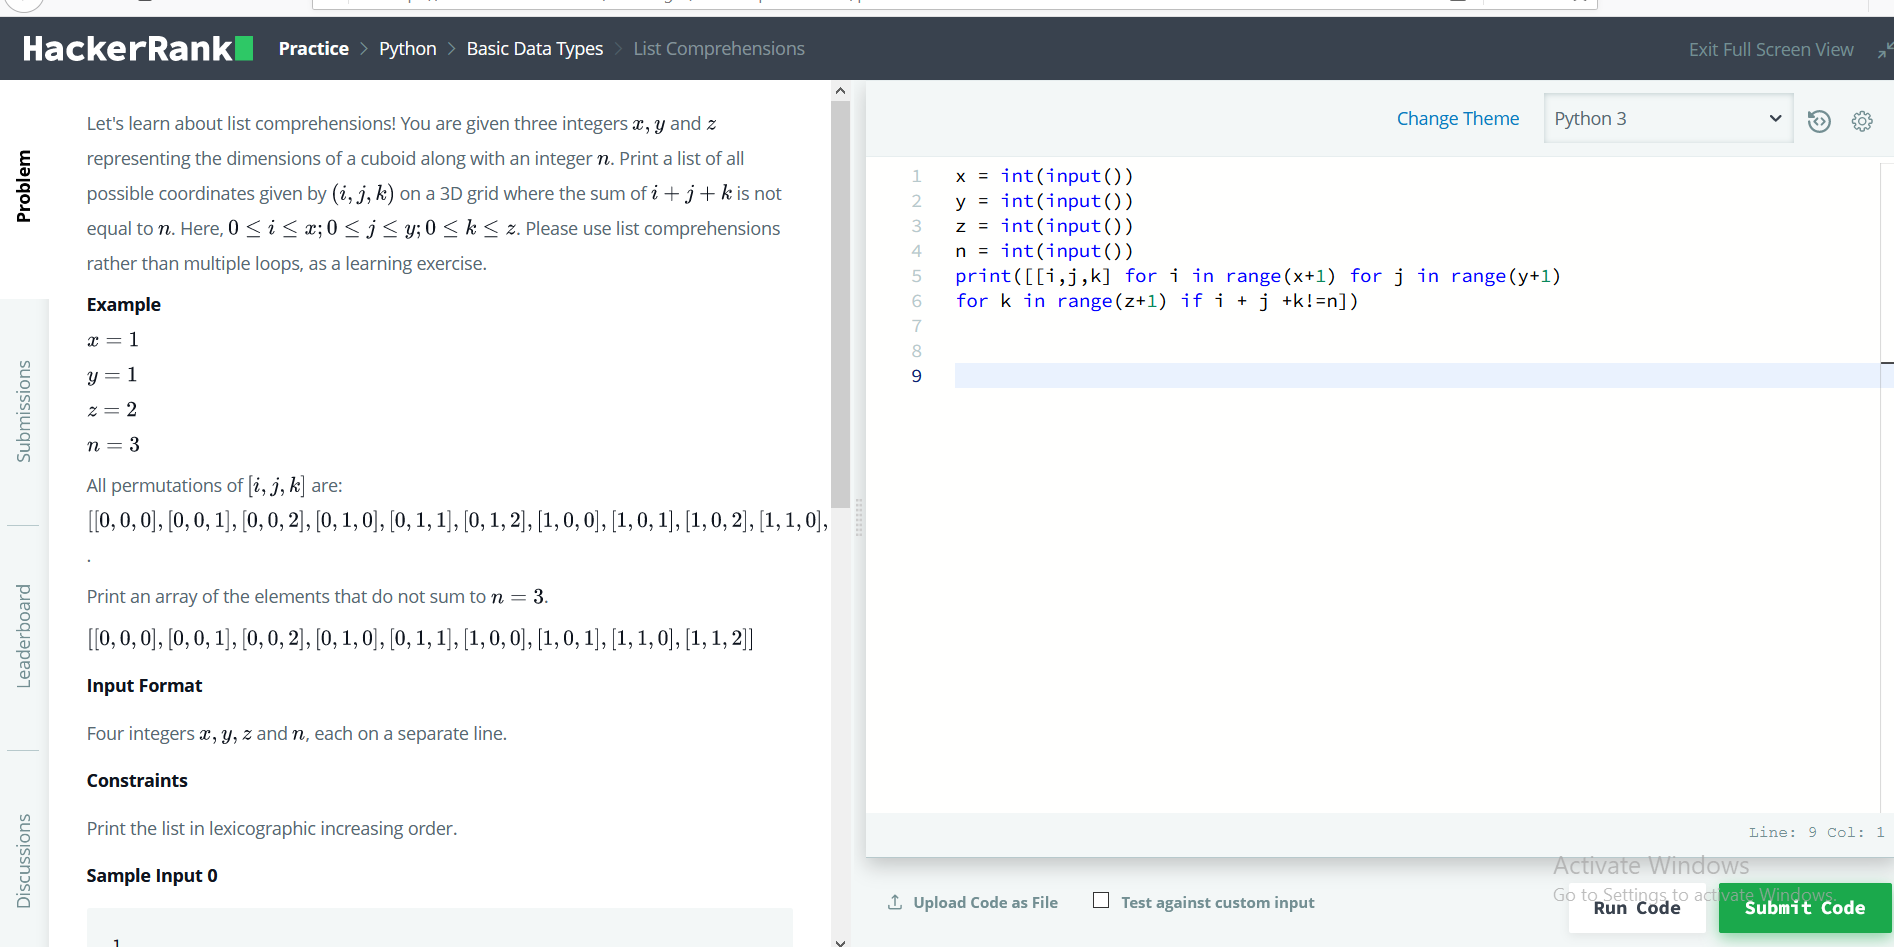 HackerRank
Practice > Python > Basic Data Types > List Comprehensions
Exit Full Screen View
Problem
Submissions
Leaderboard
Discussions
Let's learn about list comprehensions! You are given three integers x, y and z
representing the dimensions of a cuboid along with an integer n. Print a list of all
possible coordinates given by (i, j, k) on a 3D grid where the sum of i + j + k is not
equal to n. Here, 0 ≤ i ≤ x; 0 ≤ j ≤ y; 0 ≤ k ≤ z. Please use list comprehensions
rather than multiple loops, as a learning exercise.
Example
x = 1
y = 1
z = 2
n = 3
All permutations of [i, j, k] are:
[[0, 0, 0], [0, 0, 1], [0, 0, 2], [0, 1, 0], [0, 1, 1], [0, 1, 2], [1, 0, 0], [1, 0, 1], [1, 0, 2], [1, 1, 0],
.
Print an array of the elements that do not sum to n = 3.
[[0, 0, 0], [0, 0, 1], [0, 0, 2], [0, 1, 0], [0, 1, 1], [1, 0, 0], [1, 0, 1], [1, 1, 0], [1, 1, 2]]
Input Format
Four integers x, y, z and n, each on a separate line.
Constraints
Print the list in lexicographic increasing order.
Sample Input 0
1
Change Theme
Python 3
1 x = int(input())
2 y = int(input())
3 z = int(input())
4 n = int(input())
5 print([[i,j,k] for i in range(x+1) for j in range(y+1)
6 for k in range(z+1) if i + j +k!=n])
7
8
9
Line: 9 Col: 1
Activate Windows
Go to Settings to activate Windows.
Upload Code as File
Test against custom input
Run Code
Submit Code